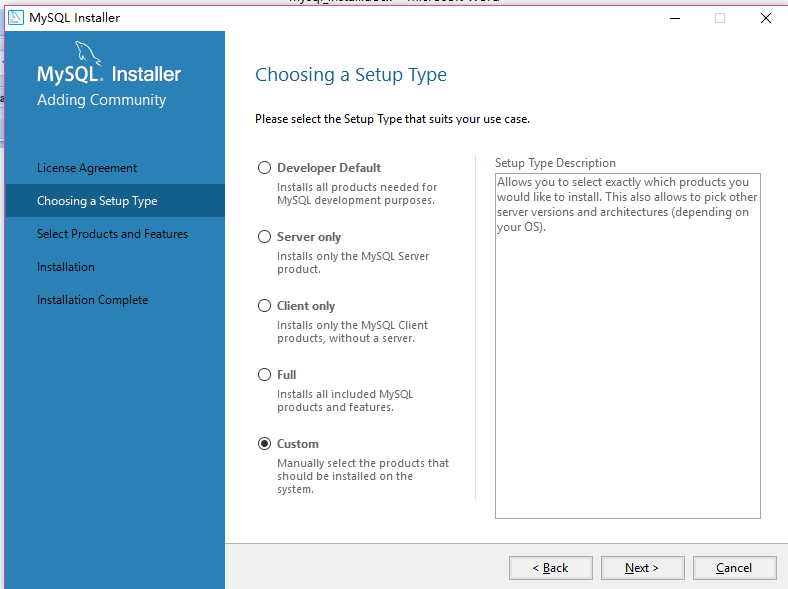 MySQL Installer
MySQL. Installer
Adding Community
License Agreement
Choosing a Setup Type
Select Products and Features
Installation
Installation Complete
Choosing a Setup Type
Please select the Setup Type that suits your use case.
Developer Default
Installs all products needed for
MySQL development purposes.
Server only
Installs only the MySQL Server
product.
Client only
Installs only the MySQL Client
products, without a server.
Full
Installs all included MySQL
products and features.
Custom
Manually select the products that
should be installed on the
system.
Setup Type Description
Allows you to select exactly which products you
would like to install. This also allows to pick other
server versions and architectures (depending on
your OS).
< Back
Next >
Cancel